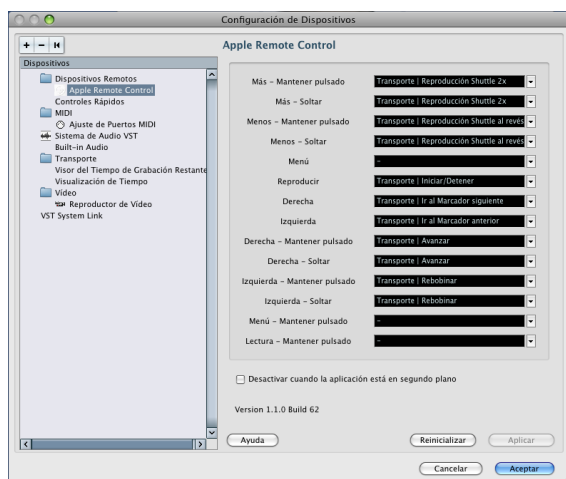 Configuración de Dispositivos
Apple Remote Control
Dispositivos
Dispositivos Remotos
Apple Remote Control
Controles Rápidos
MIDI
Ajuste de Puertos MIDI
Sistema de Audio VST
Built-in Audio
Transporte
Visor del Tiempo de Grabación Restante
Visualización de Tiempo
Vídeo
Reproductor de Vídeo
VST System Link
Más – Mantener pulsado Transporte | Reproducción Shuttle 2x
Más – Soltar Transporte | Reproducción Shuttle 2x
Menos – Mantener pulsado Transporte | Reproducción Shuttle al revés
Menos – Soltar Transporte | Reproducción Shuttle al revés
Menú –
Reproducir Transporte | Iniciar/Detener
Derecha Transporte | Ir al Marcador siguiente
Izquierda Transporte | Ir al Marcador anterior
Derecha – Mantener pulsado Transporte | Avanzar
Derecha – Soltar Transporte | Avanzar
Izquierda – Mantener pulsado Transporte | Rebobinar
Izquierda – Soltar Transporte | Rebobinar
Menú – Mantener pulsado –
Lectura – Mantener pulsado –
Desactivar cuando la aplicación está en segundo plano
Version 1.1.0 Build 62
Ayuda Reinicializar Aplicar
Cancelar Aceptar